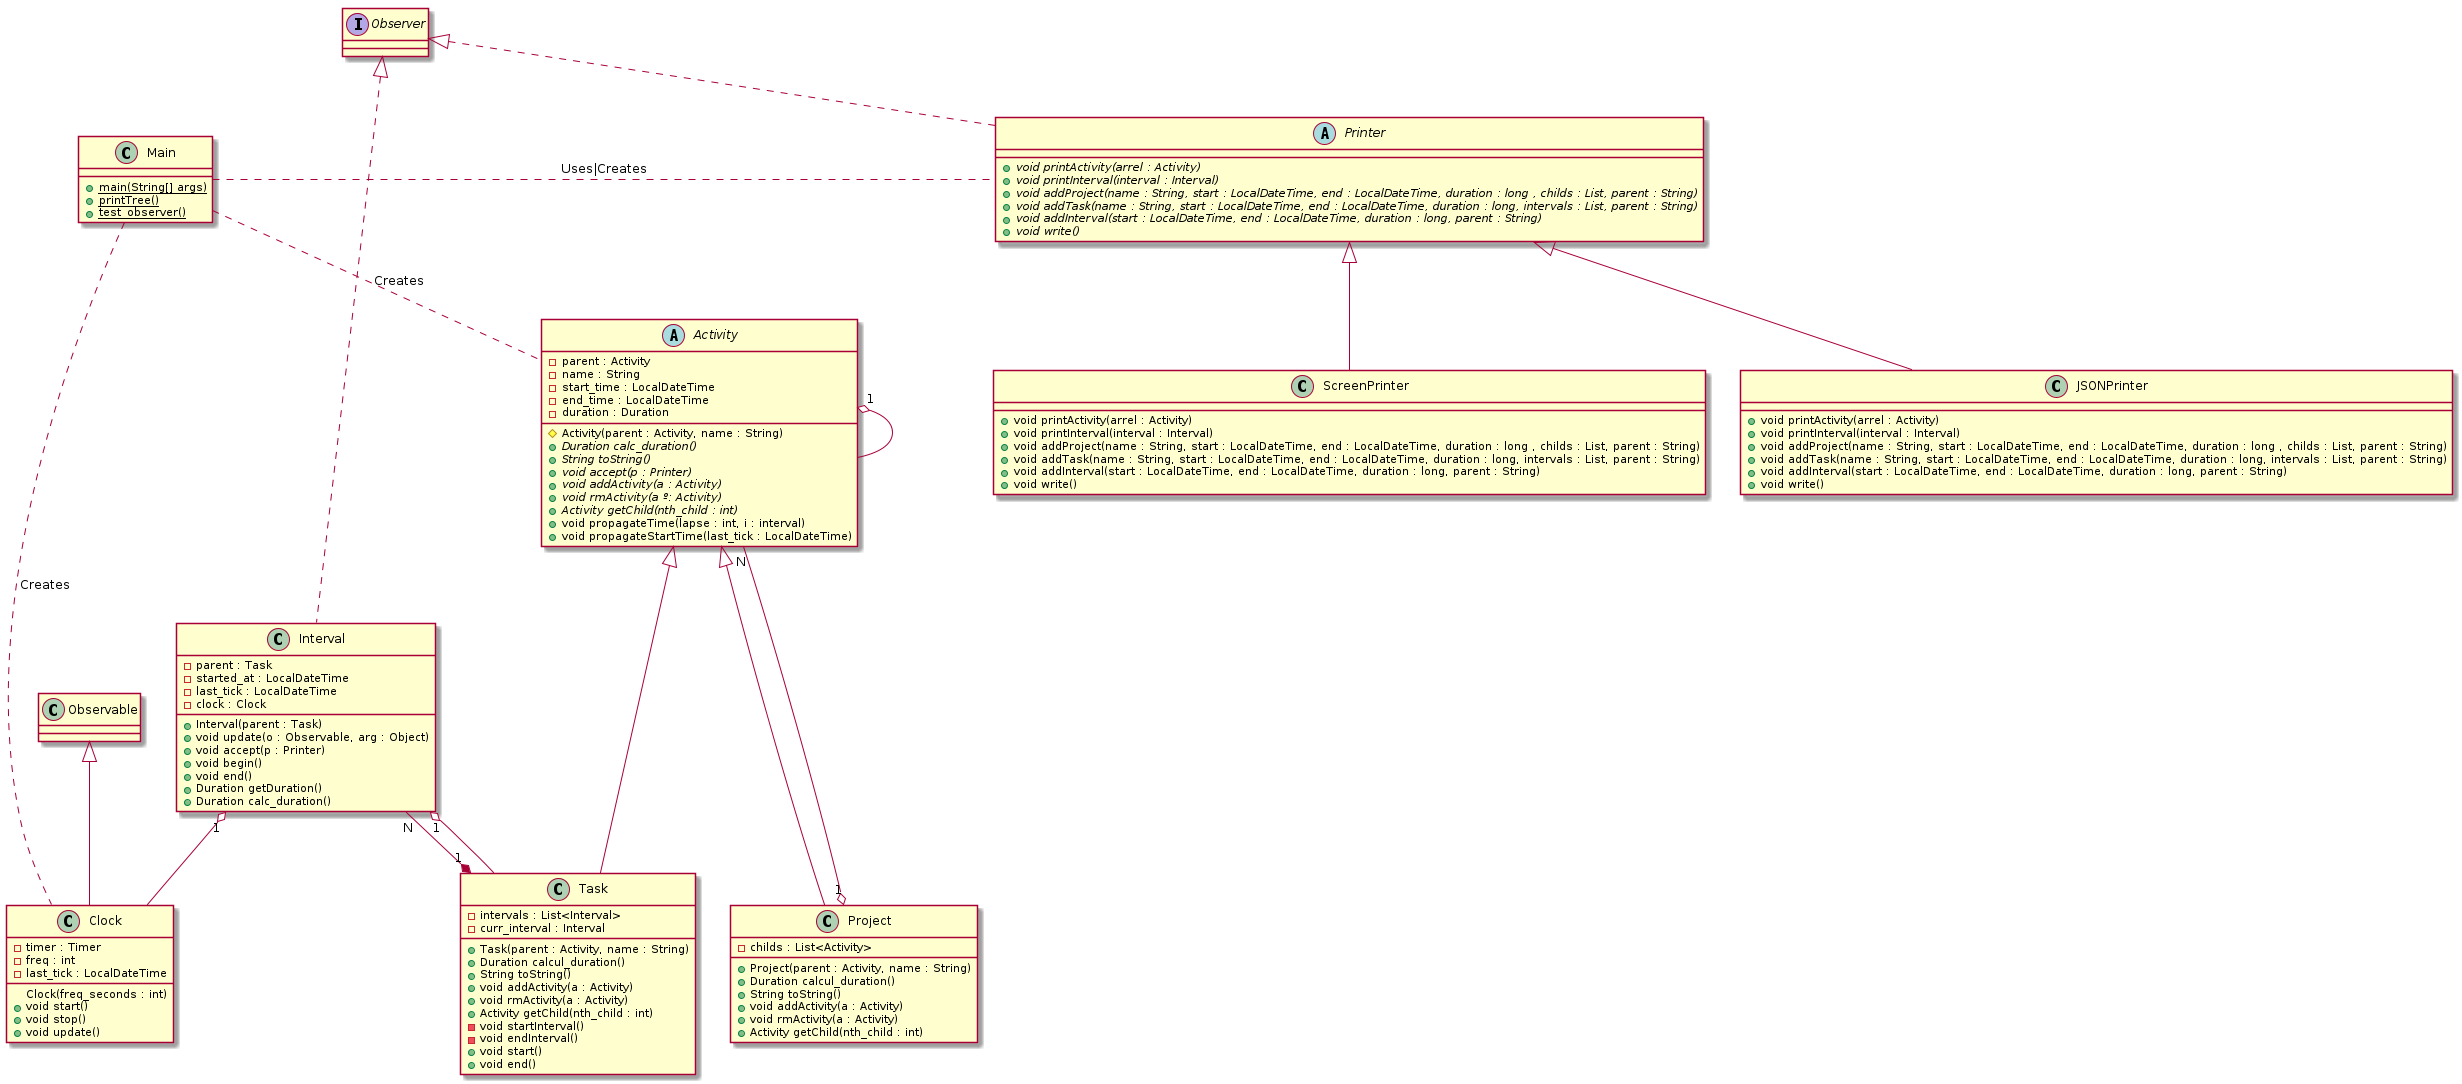 I Observer
A Printer
void printActivity(arrel : Activity)
void printInterval(interval : Interval)
void addProject(name : String, start : LocalDateTime, end : LocalDateTime, duration : long , childs : List, parent : String)
void addTask(name : String, start : LocalDateTime, end : LocalDateTime, duration : long, intervals : List, parent : String)
void addInterval(start : LocalDateTime, end : LocalDateTime, duration : long, parent : String)
void write()
C Main
main(String[] args)
printTree()
test_observer()
Uses|Creates
Creates
A Activity
parent : Activity
name : String
start_time : LocalDateTime
end_time : LocalDateTime
duration : Duration
Activity(parent : Activity, name : String)
Duration calc_duration()
String toString()
void accept(p : Printer)
void addActivity(a : Activity)
void rmActivity(a º: Activity)
Activity getChild(nth_child : int)
void propagateTime(lapse : int, i : interval)
void propagateStartTime(last_tick : LocalDateTime)
1
C ScreenPrinter
void printActivity(arrel : Activity)
void printInterval(interval : Interval)
void addProject(name : String, start : LocalDateTime, end : LocalDateTime, duration : long , childs : List, parent : String)
void addTask(name : String, start : LocalDateTime, end : LocalDateTime, duration : long, intervals : List, parent : String)
void addInterval(start : LocalDateTime, end : LocalDateTime, duration : long, parent : String)
void write()
C JSONPrinter
void printActivity(arrel : Activity)
void printInterval(interval : Interval)
void addProject(name : String, start : LocalDateTime, end : LocalDateTime, duration : long , childs : List, parent : String)
void addTask(name : String, start : LocalDateTime, end : LocalDateTime, duration : long, intervals : List, parent : String)
void addInterval(start : LocalDateTime, end : LocalDateTime, duration : long, parent : String)
void write()
N
Creates
C Interval
parent : Task
started_at : LocalDateTime
last_tick : LocalDateTime
clock : Clock
Interval(parent : Task)
void update(o : Observable, arg : Object)
void accept(p : Printer)
void begin()
void end()
Duration getDuration()
Duration calc_duration()
C Observable
1
N
1
1
1
C Clock
timer : Timer
freq : int
last_tick : LocalDateTime
Clock(freq_seconds : int)
void start()
void stop()
void update()
C Task
intervals : List<Interval>
curr_interval : Interval
Task(parent : Activity, name : String)
Duration calcul_duration()
String toString()
void addActivity(a : Activity)
void rmActivity(a : Activity)
Activity getChild(nth_child : int)
void startInterval()
void endInterval()
void start()
void end()
C Project
childs : List<Activity>
Project(parent : Activity, name : String)
Duration calcul_duration()
String toString()
void addActivity(a : Activity)
void rmActivity(a : Activity)
Activity getChild(nth_child : int)